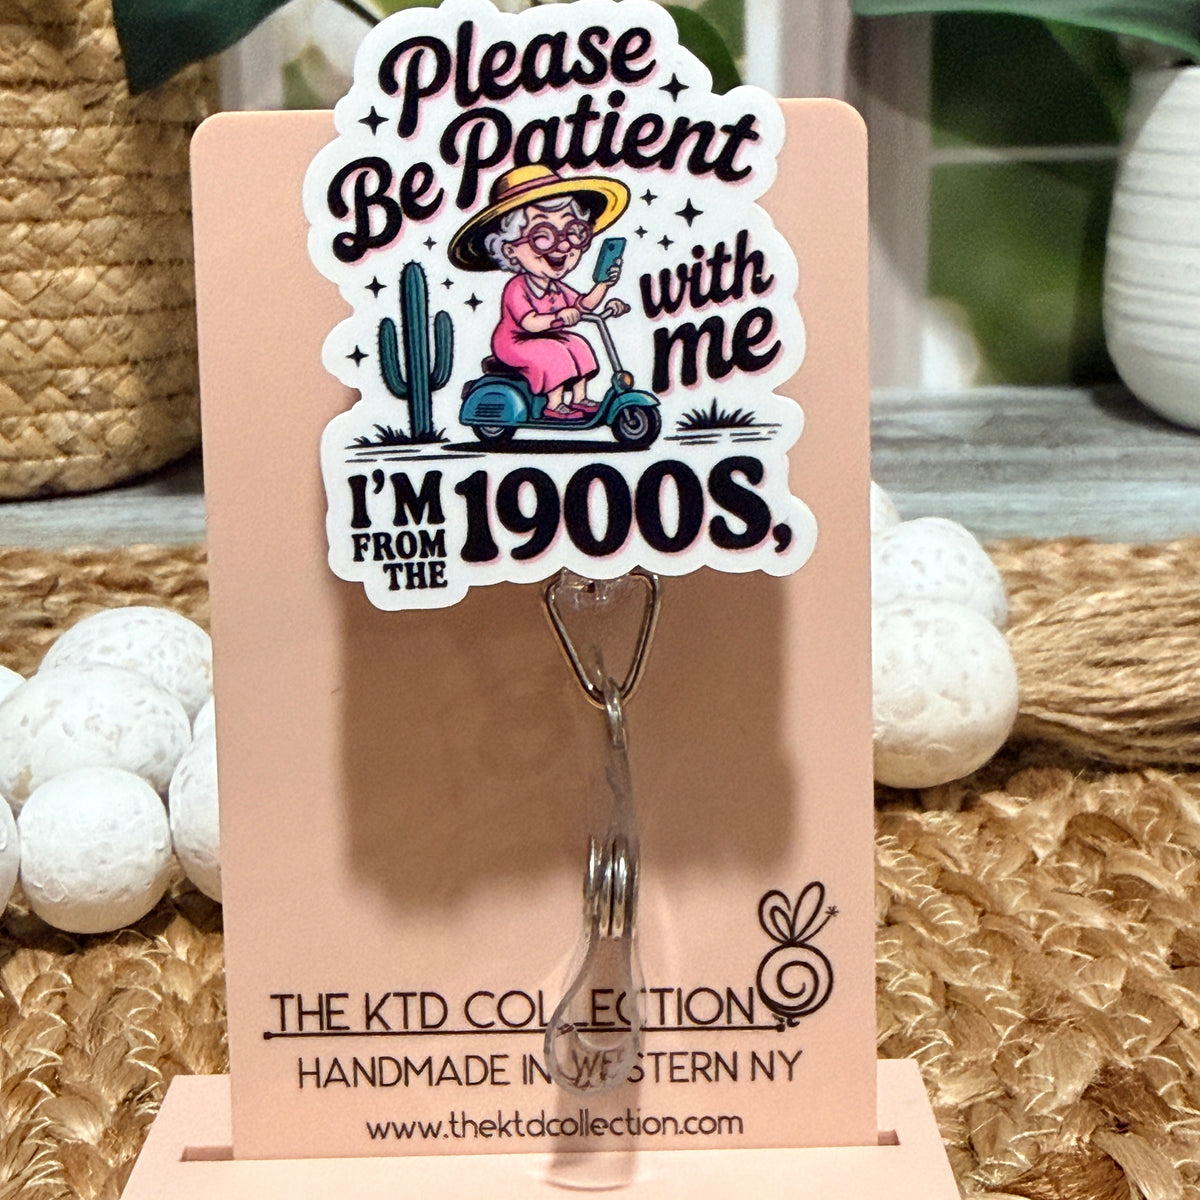 Please
Be Patient
with
me
I'M
FROM
THE
1900S,
THE KTD COLLECTION
HANDMADE IN WESTERN NY
www.thektdcollection.com